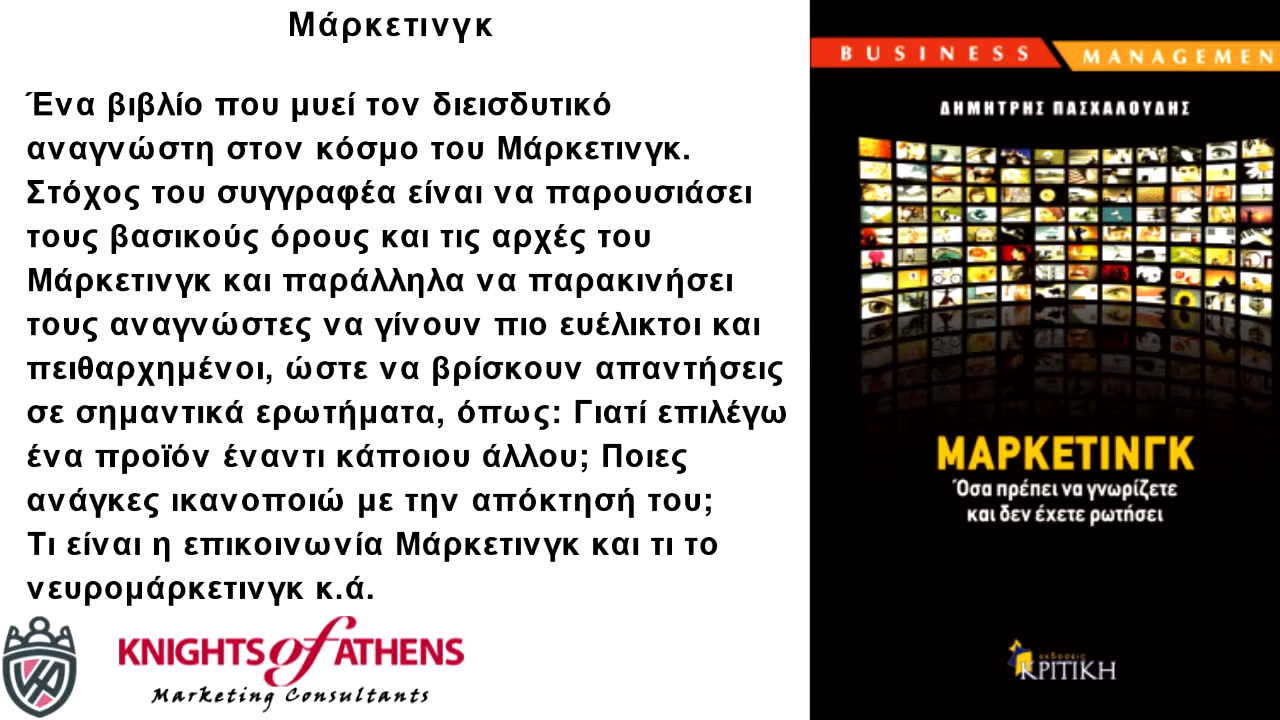 Μάρκετινγκ
Ένα βιβλίο που μυεί τον διεισδυτικό
αναγνώστη στον κόσμο του Μάρκετινγκ.
Στόχος του συγγραφέα είναι να παρουσιάσει
τους βασικούς όρους και τις αρχές του
Μάρκετινγκ και παράλληλα να παρακινήσει
τους αναγνώστες να γίνουν πιο ευέλικτοι και
πειθαρχημένοι, ώστε να βρίσκουν απαντήσεις
σε σημαντικά ερωτήματα, όπως: Γιατί επιλέγω
ένα προϊόν έναντι κάποιου άλλου; Ποιες
ανάγκες ικανοποιώ με την απόκτησή του;
Τι είναι η επικοινωνία Μάρκετινγκ και τι το
νευρομάρκετινγκ κ.ά.
KNIGHTS of ATHENS
Marketing Consultants
BUSINESS MANAGEMEN
ΔΗΜΗΤΡΗΣ ΠΑΣΧΑΛΟΥΔΗΣ
ΜΑΡΚΕΤΙΝΓΚ
Όσα πρέπει να γνωρίζετε
και δεν έχετε ρωτήσει
εκδοσεις
ΚΡΙΤΙΚΗ